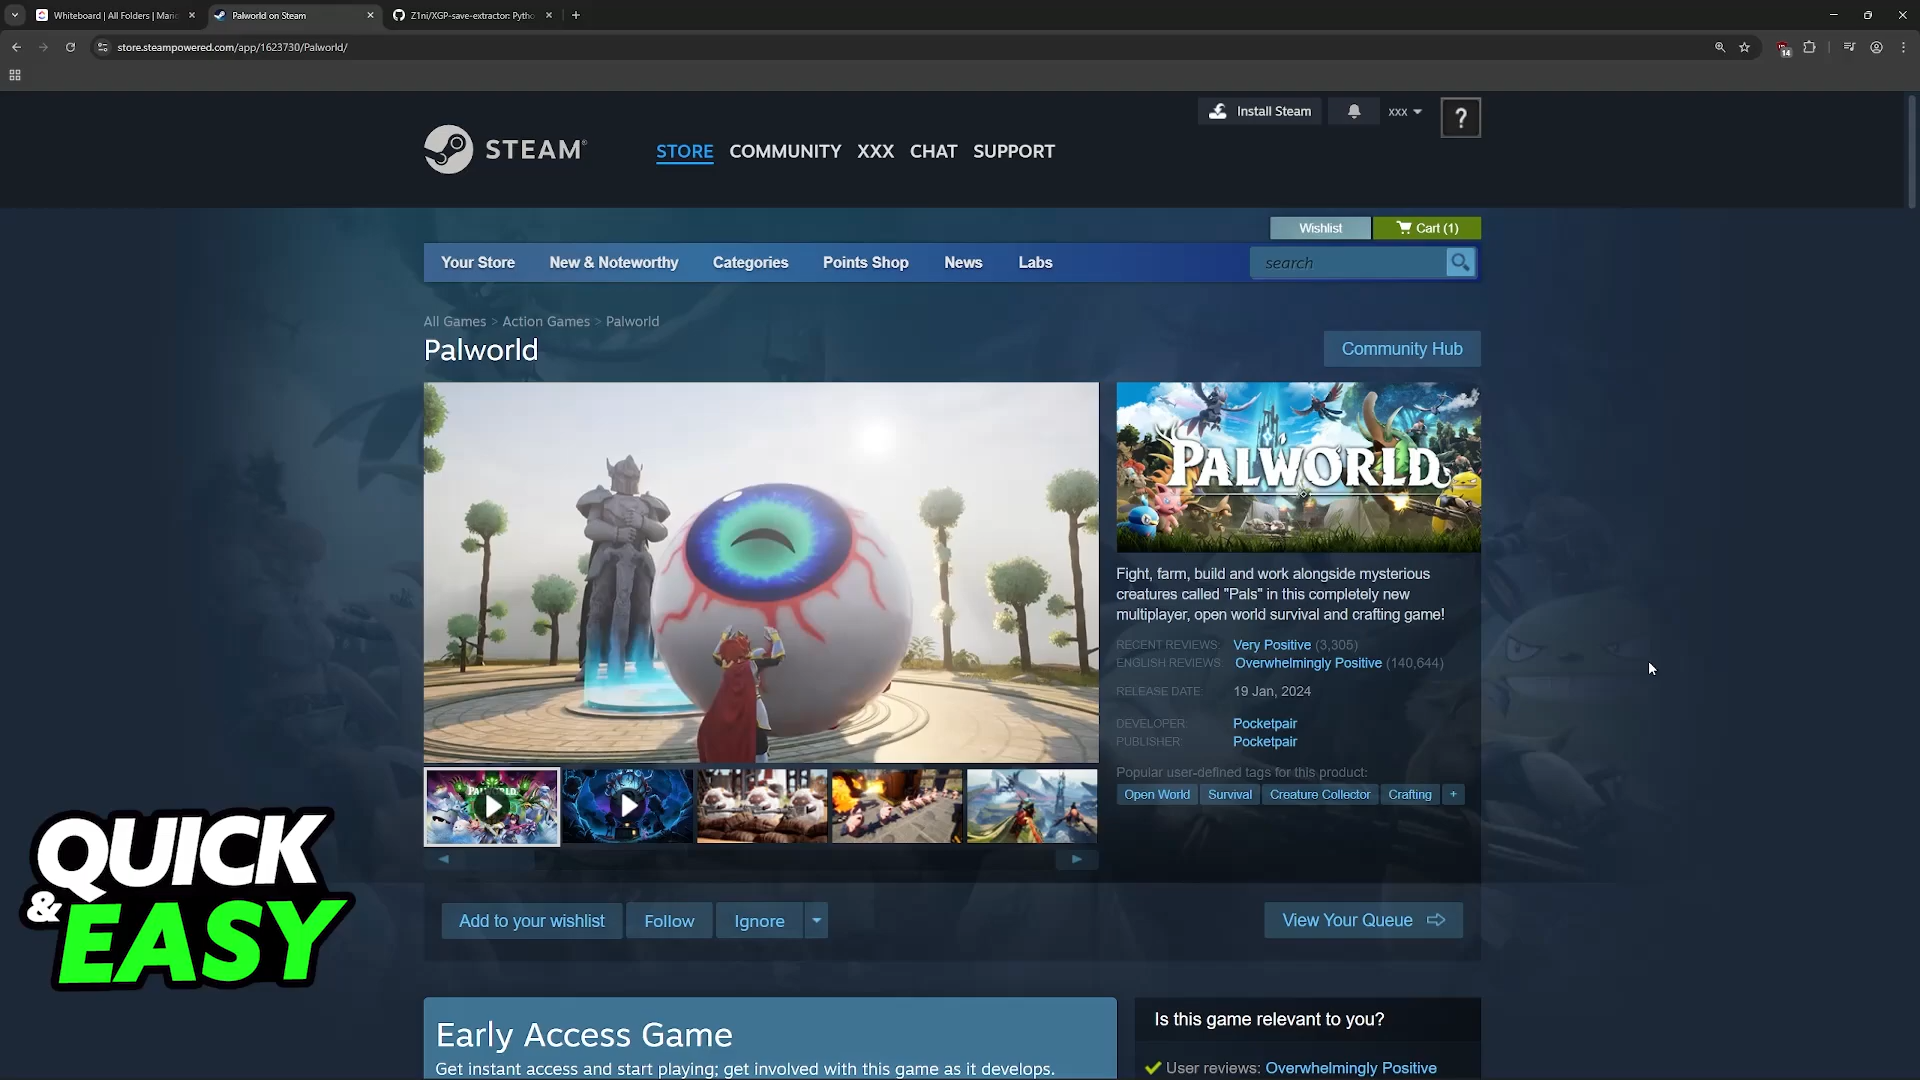 Whiteboard | All Folders | Mario
Palworld on Steam
Z1ni/XGP-save-extractor: Pytho
store.steampowered.com/app/1623730/Palworld/
14
Install Steam
xxx
?
STEAM®
STORE
COMMUNITY
XXX
CHAT
SUPPORT
Wishlist
Cart (1)
Your Store
New & Noteworthy
Categories
Points Shop
News
Labs
search
All Games > Action Games > Palworld
Palworld
Community Hub
PALWORLD
Fight, farm, build and work alongside mysterious
creatures called "Pals" in this completely new
multiplayer, open world survival and crafting game!
RECENT REVIEWS: Very Positive (3,305)
ENGLISH REVIEWS: Overwhelmingly Positive (140,644)
RELEASE DATE: 19 Jan, 2024
DEVELOPER: Pocketpair
PUBLISHER: Pocketpair
Popular user-defined tags for this product:
Open World
Survival
Creature Collector
Crafting
+
PALWORLD
QUICK
& EASY
Add to your wishlist
Follow
Ignore
View Your Queue
Early Access Game
Get instant access and start playing; get involved with this game as it develops.
Is this game relevant to you?
User reviews: Overwhelmingly Positive